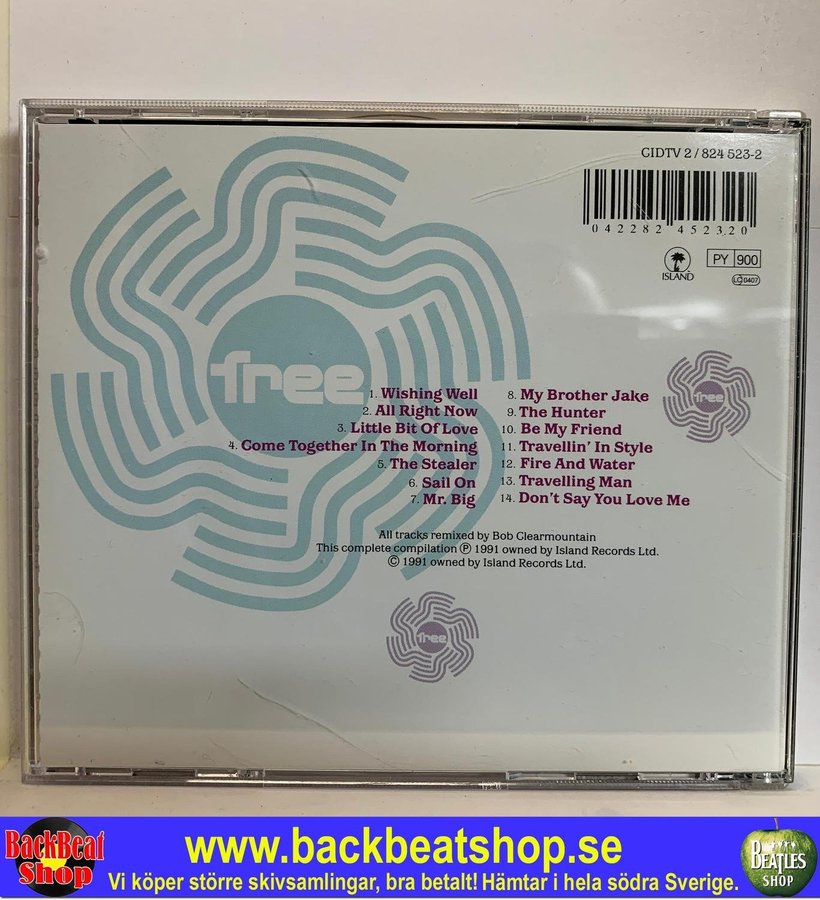 CIDTV 2 / 824 523-2
0 42282 45232 0
ISLAND
PY 900
LC 0407
free
1. Wishing Well
2. All Right Now
3. Little Bit Of Love
4. Come Together In The Morning
5. The Stealer
6. Sail On
7. Mr. Big
8. My Brother Jake
9. The Hunter
10. Be My Friend
11. Travellin' In Style
12. Fire And Water
13. Travelling Man
14. Don't Say You Love Me
free
All tracks remixed by Bob Clearmountain
This complete compilation Ⓟ 1991 owned by Island Records Ltd.
© 1991 owned by Island Records Ltd.
free
BackBeat
Shop
www.backbeatshop.se
Vi köper större skivsamlingar, bra betalt! Hämtar i hela södra Sverige.
BEATLES
SHOP